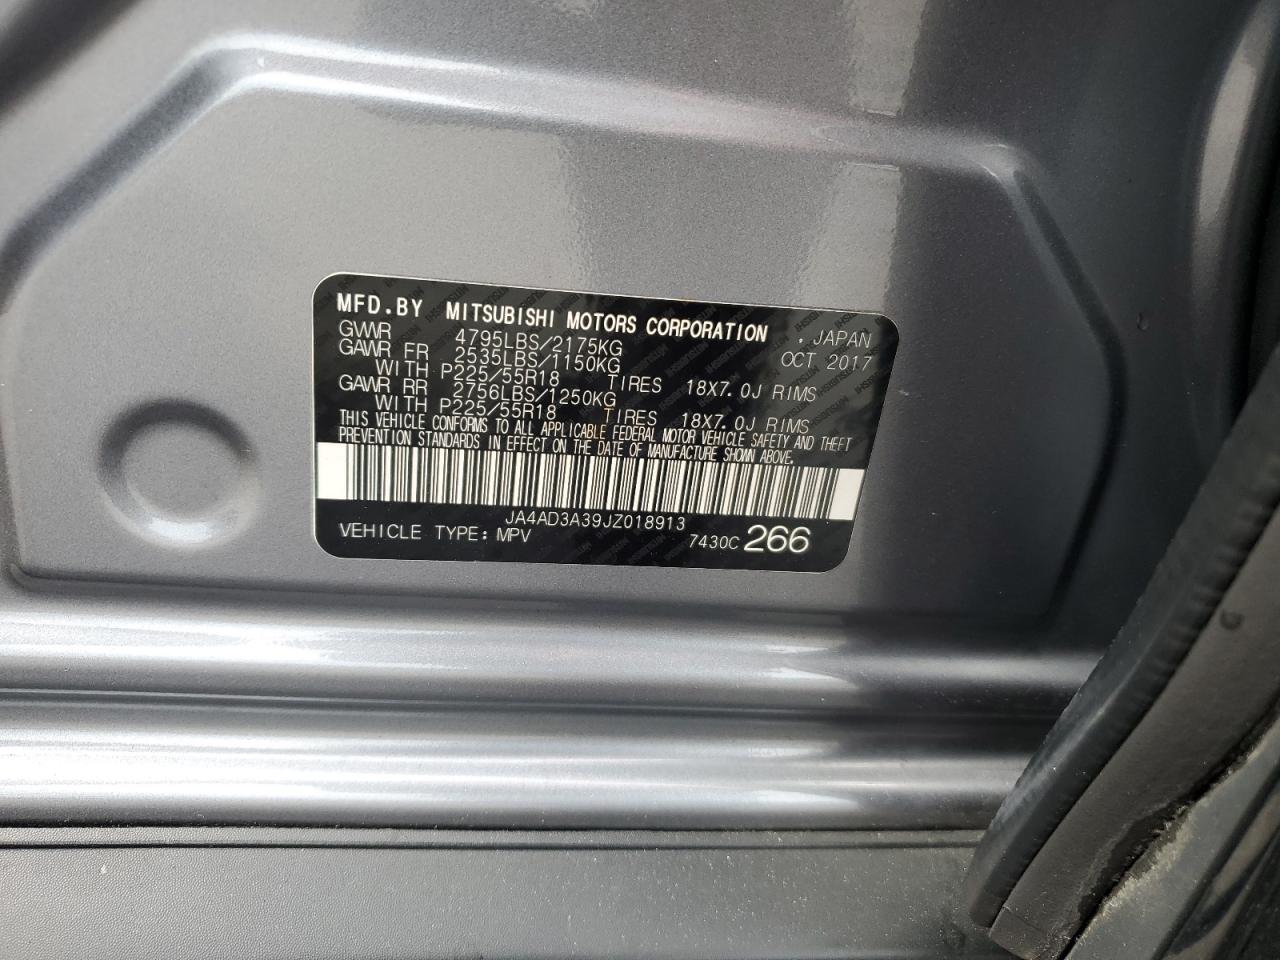 MFD.BY MITSUBISHI MOTORS CORPORATION , JAPAN
GVWR 4795LBS/2175KG OCT 2017
GAWR FR 2535LBS/1150KG
WITH P225/55R18 TIRES 18X7.0J RIMS
GAWR RR 2756LBS/1250KG
WITH P225/55R18 TIRES 18X7.0J RIMS
THIS VEHICLE CONFORMS TO ALL APPLICABLE FEDERAL MOTOR VEHICLE SAFETY AND THEFT
PREVENTION STANDARDS IN EFFECT ON THE DATE OF MANUFACTURE SHOWN ABOVE.
JA4AD3A39JZ018913
VEHICLE TYPE: MPV 7430C 266